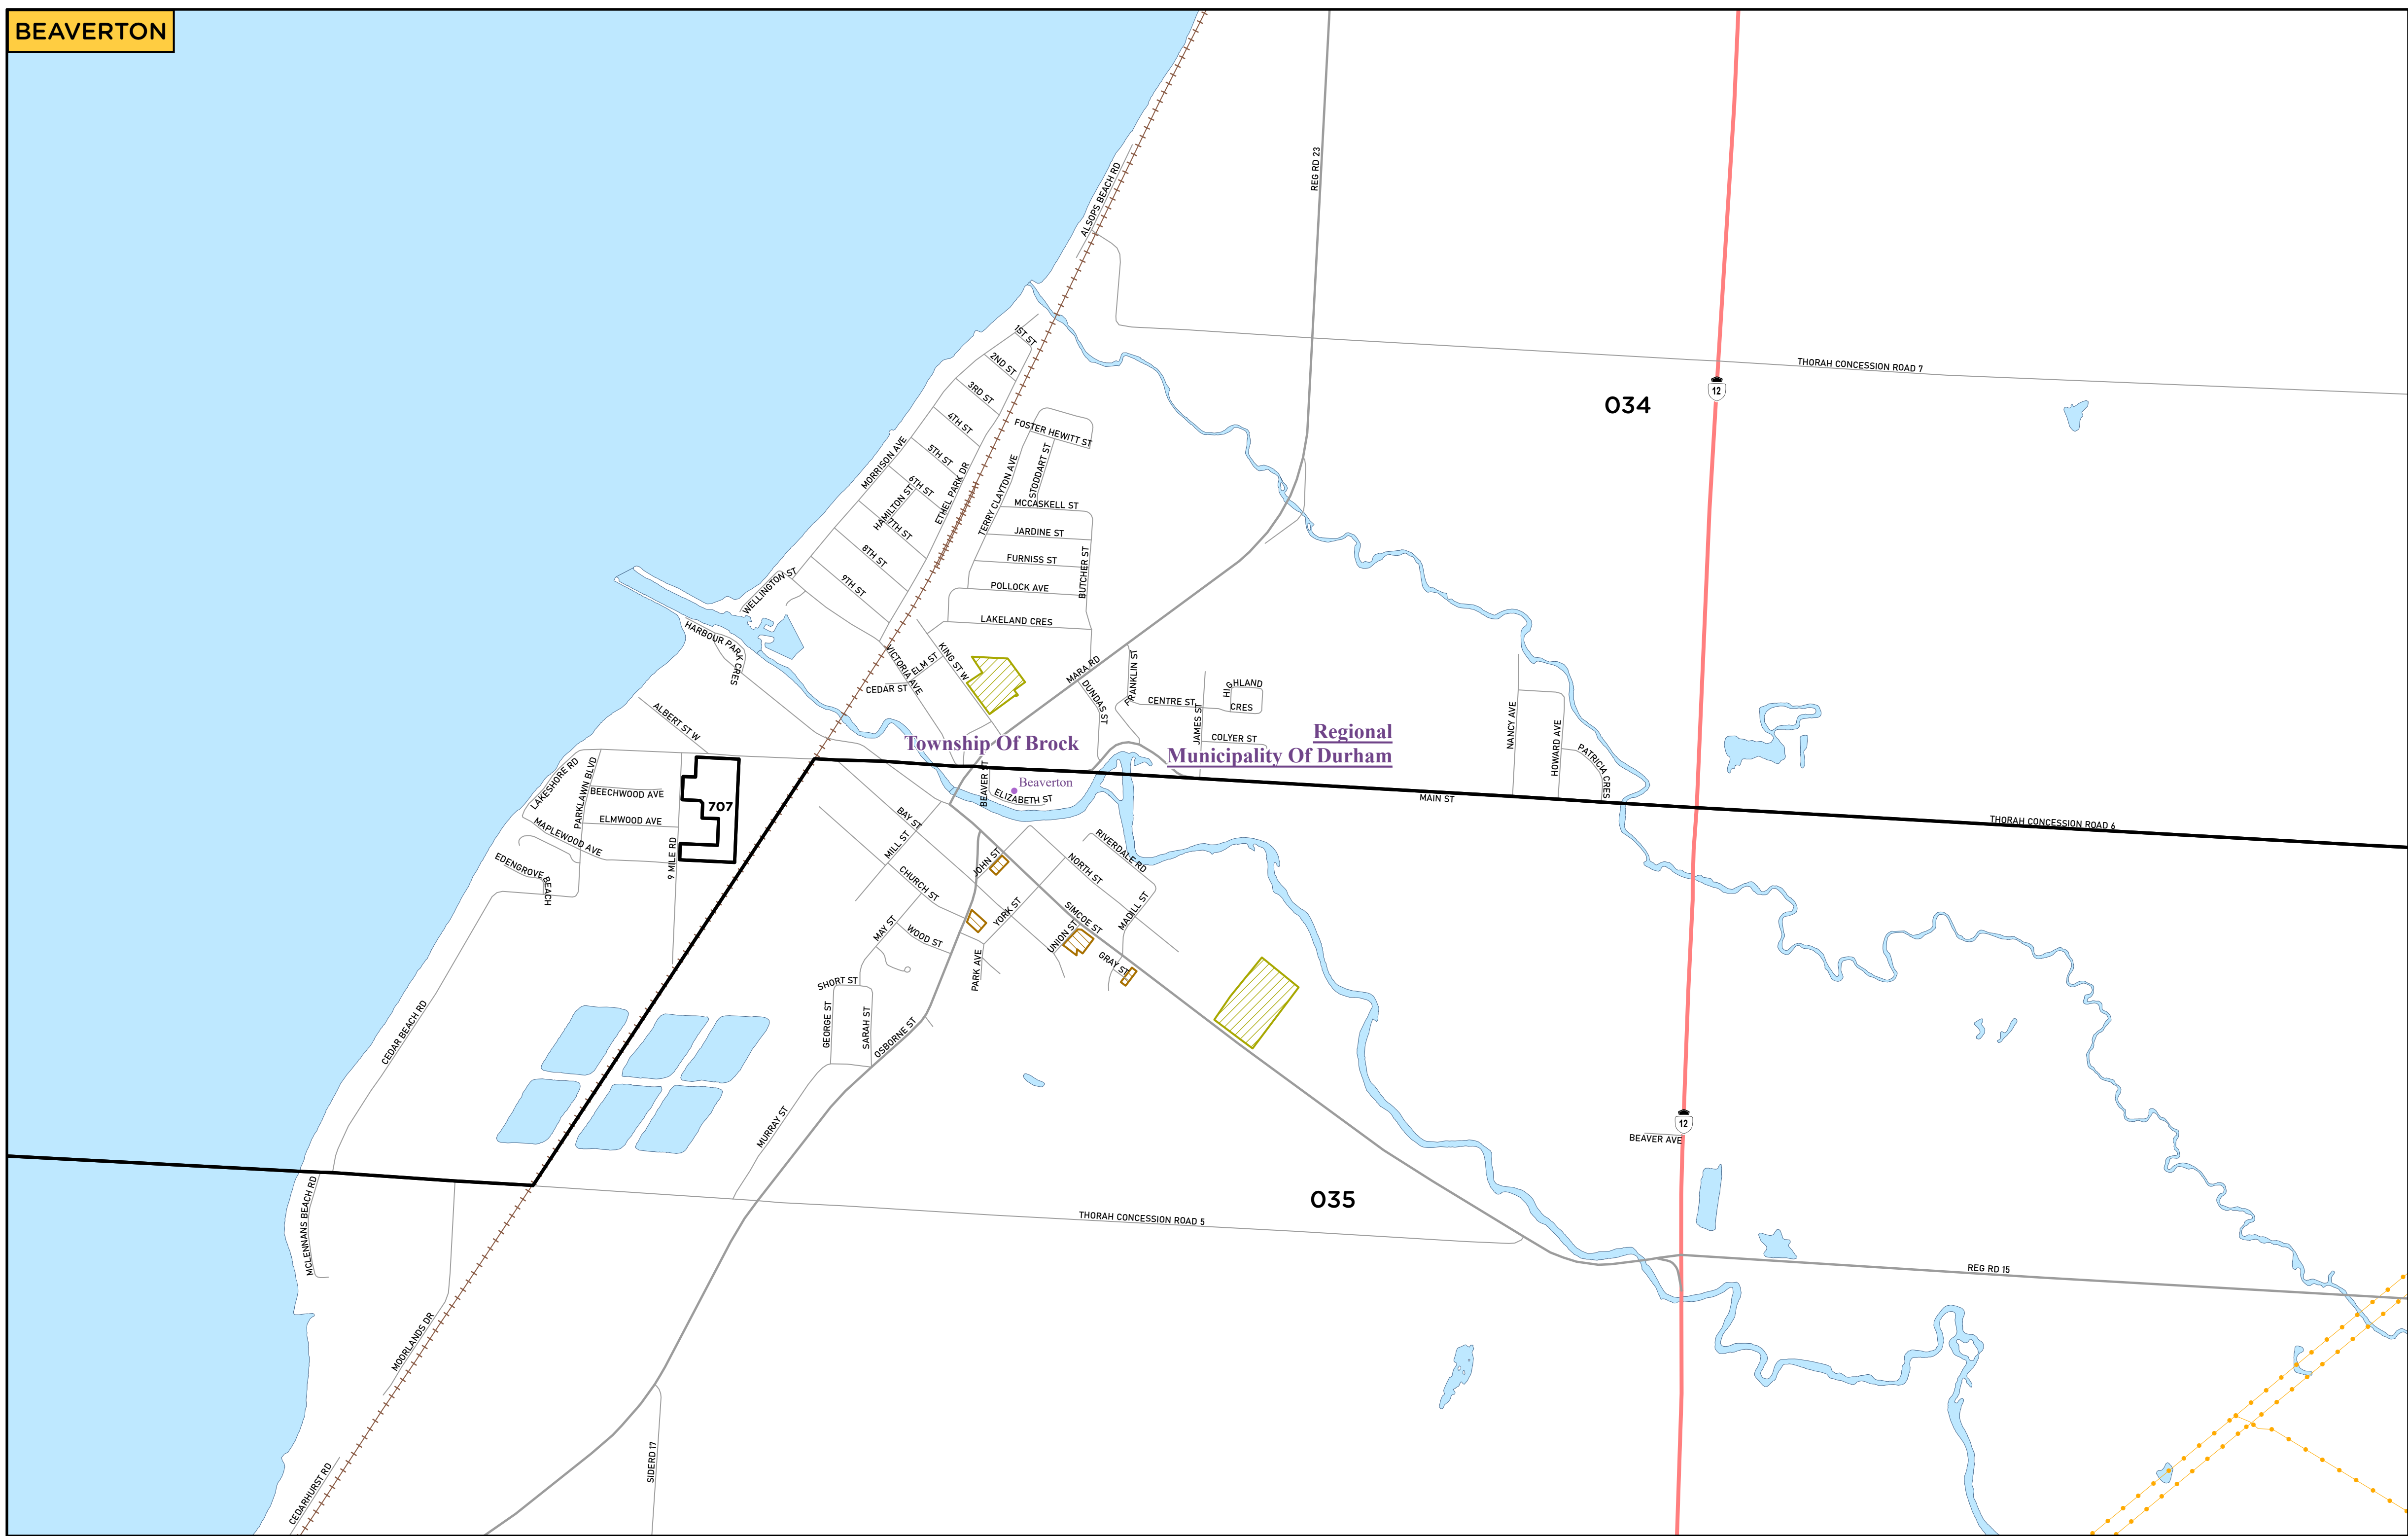 BEAVERTON
ALSOPS BEACH RD
REG RD 23
THORAH CONCESSION ROAD 7
12
034
1ST ST
2ND ST
3RD ST
4TH ST
5TH ST
6TH ST
7TH ST
8TH ST
9TH ST
MORRISON AVE
HAMILTON ST
ETHEL PARK DR
TERRY CLAYTON AVE
STODDART ST
FOSTER HEWITT ST
MCCASKELL ST
JARDINE ST
FURNISS ST
BUTCHER ST
POLLOCK AVE
LAKELAND CRES
WELLINGTON ST
HARBOUR PARK CRES
VICTORIA AVE
ELM ST
KING ST W
CEDAR ST
MARA RD
DUNDAS ST
FRANKLIN ST
CENTRE ST
JAMES ST
HIGHLAND
CRES
COLYER ST
NANCY AVE
HOWARD AVE
PATRICIA CRES
ALBERT ST W
Township Of Brock
Regional
Municipality Of Durham
Beaverton
BEAVER ST
ELIZABETH ST
MAIN ST
THORAH CONCESSION ROAD 6
LAKESHORE RD
PARKLAWN BLVD
BEECHWOOD AVE
ELMWOOD AVE
MAPLEWOOD AVE
EDENGROVE BEACH
9 MILE RD
707
BAY ST
MILL ST
CHURCH ST
JOHN ST
RIVERDALE RD
NORTH ST
YORK ST
SIMCOE ST
MADILL ST
UNION ST
GRAY ST
MAY ST
WOOD ST
PARK AVE
SHORT ST
GEORGE ST
SARAH ST
OSBORNE ST
CEDAR BEACH RD
MURRAY ST
12
BEAVER AVE
035
MCLENNANS BEACH RD
THORAH CONCESSION ROAD 5
REG RD 15
MOORLANDS DR
SIDERD 17
CEDARHURST RD